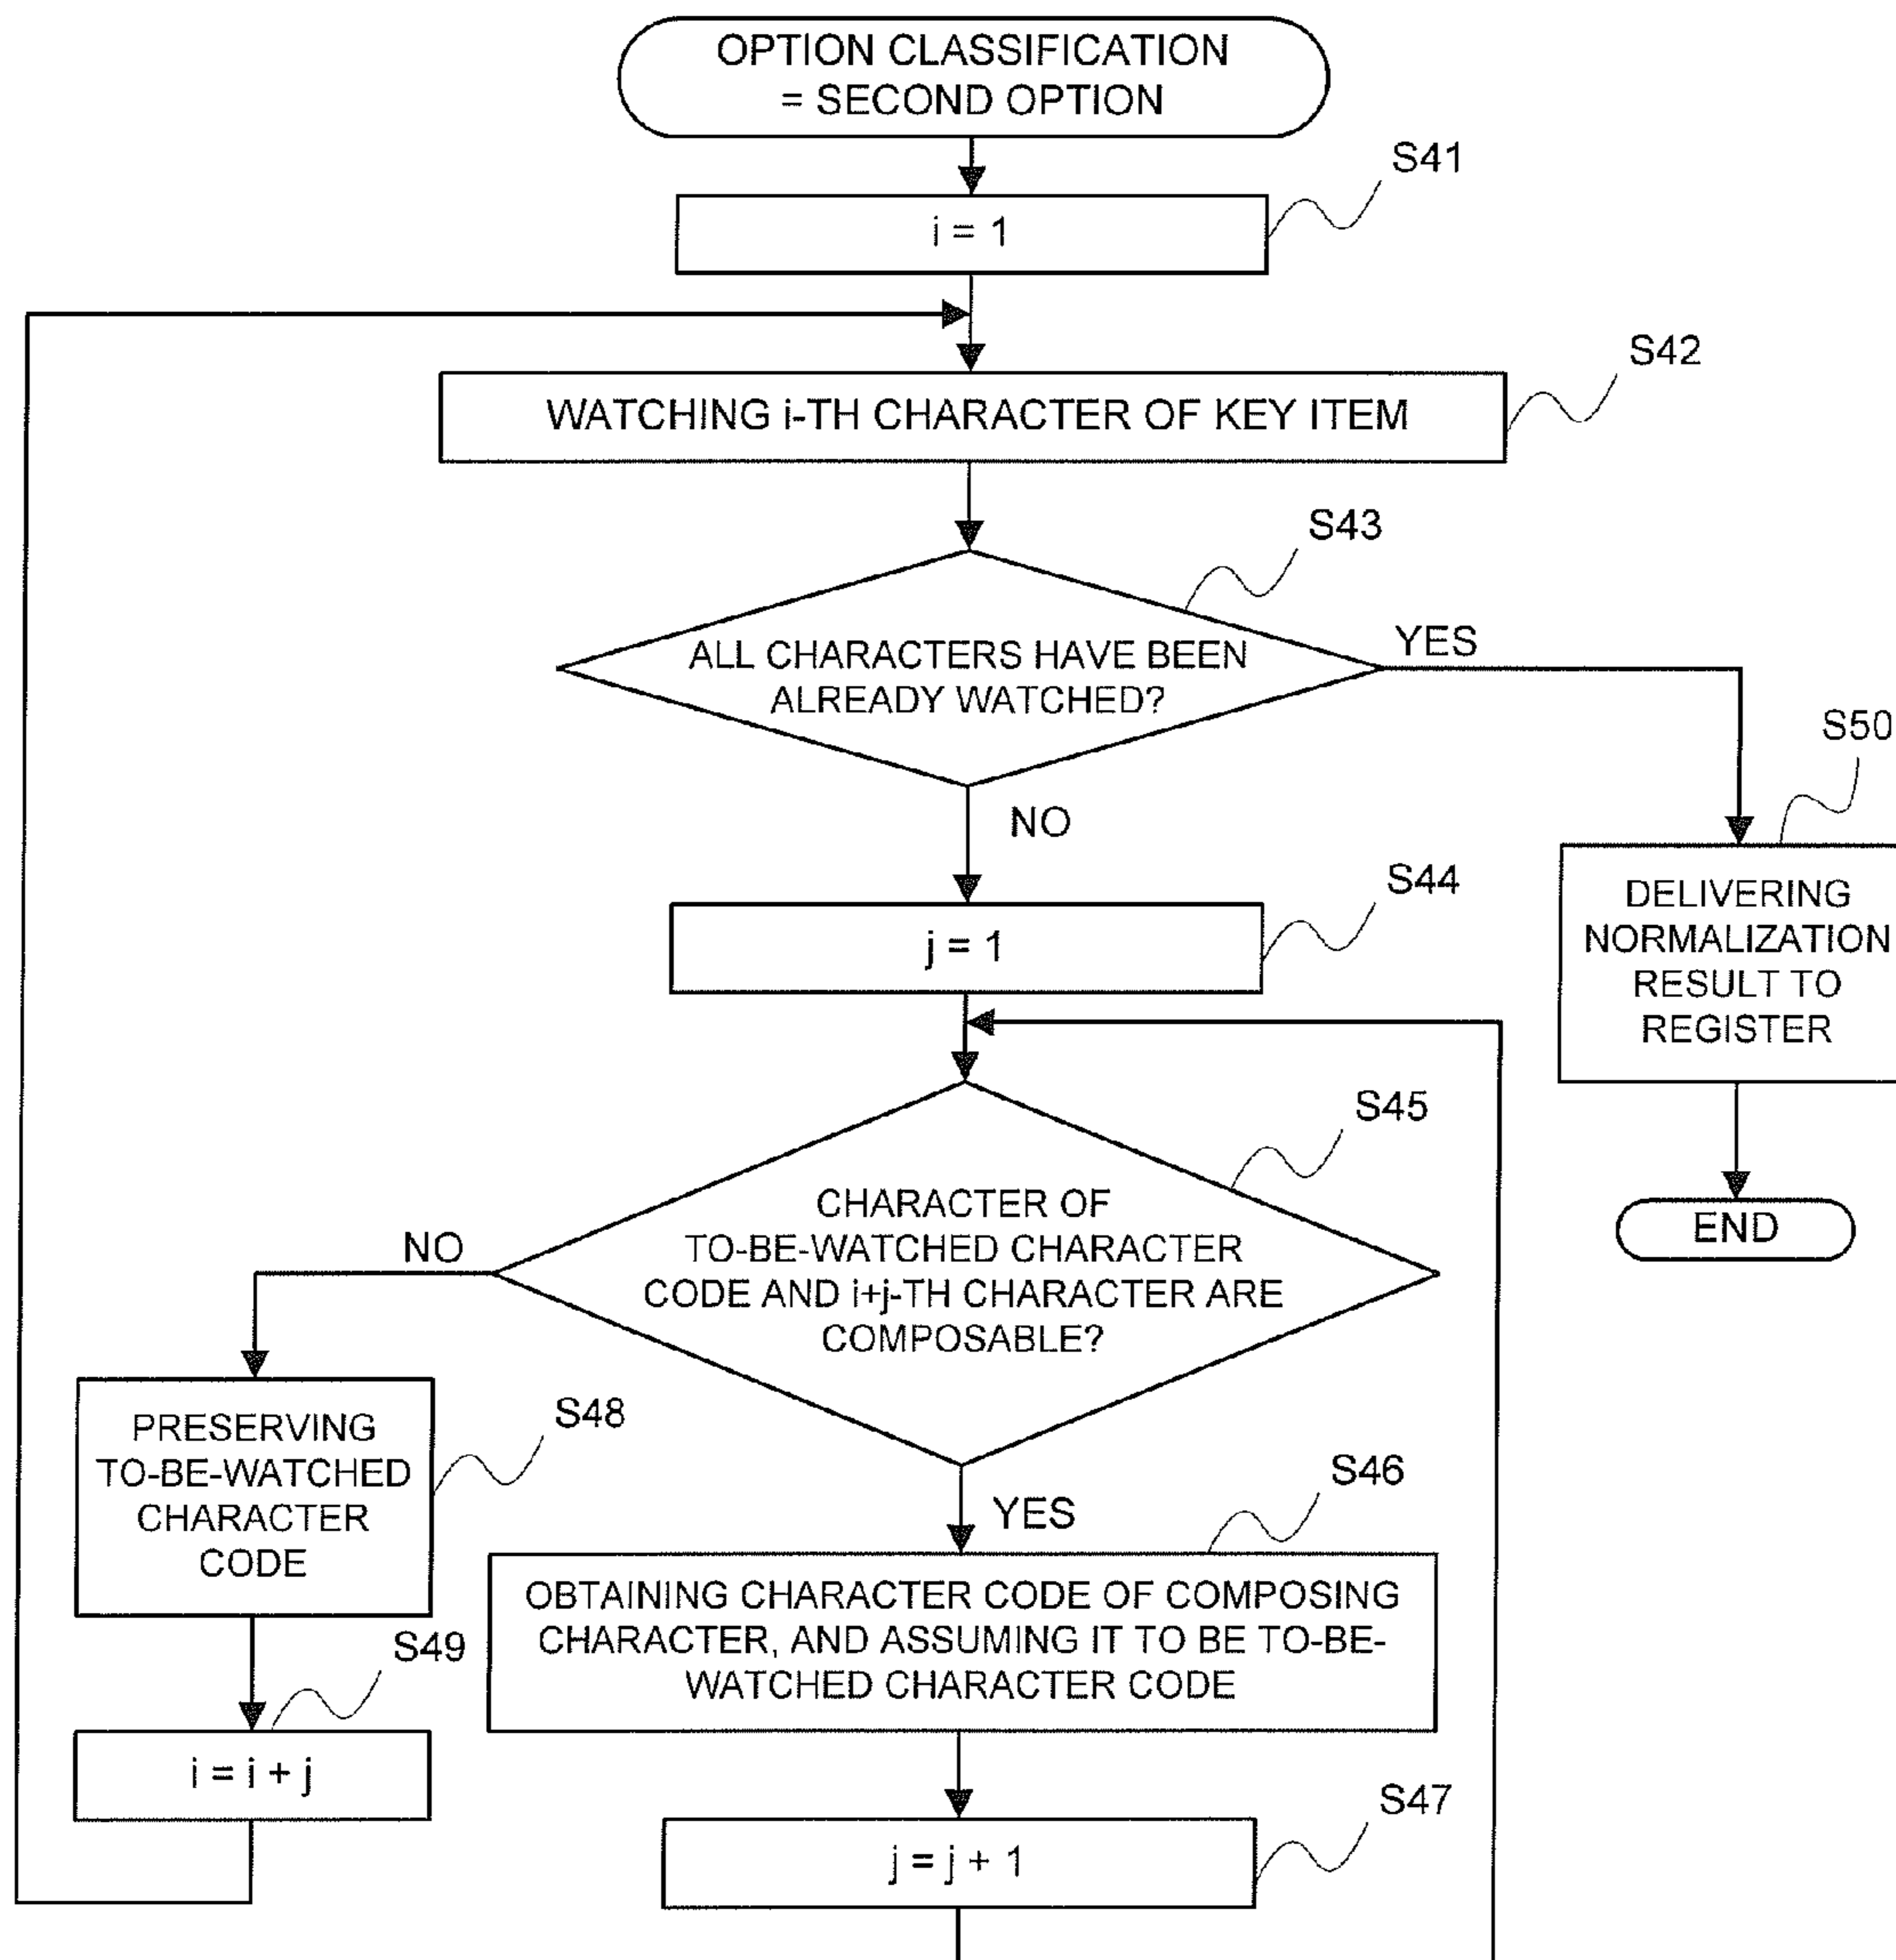 OPTION CLASSIFICATION
= SECOND OPTION
S41
i = 1
S42
WATCHING i-TH CHARACTER OF KEY ITEM
S43
ALL CHARACTERS HAVE BEEN
ALREADY WATCHED?
YES
NO
S50
DELIVERING
NORMALIZATION
RESULT TO
REGISTER
END
S44
j = 1
S45
CHARACTER OF
TO-BE-WATCHED CHARACTER
CODE AND i+j-TH CHARACTER ARE
COMPOSABLE?
NO
YES
S48
PRESERVING
TO-BE-WATCHED
CHARACTER
CODE
S49
i = i + j
S46
OBTAINING CHARACTER CODE OF COMPOSING
CHARACTER, AND ASSUMING IT TO BE TO-BE-
WATCHED CHARACTER CODE
S47
j = j + 1